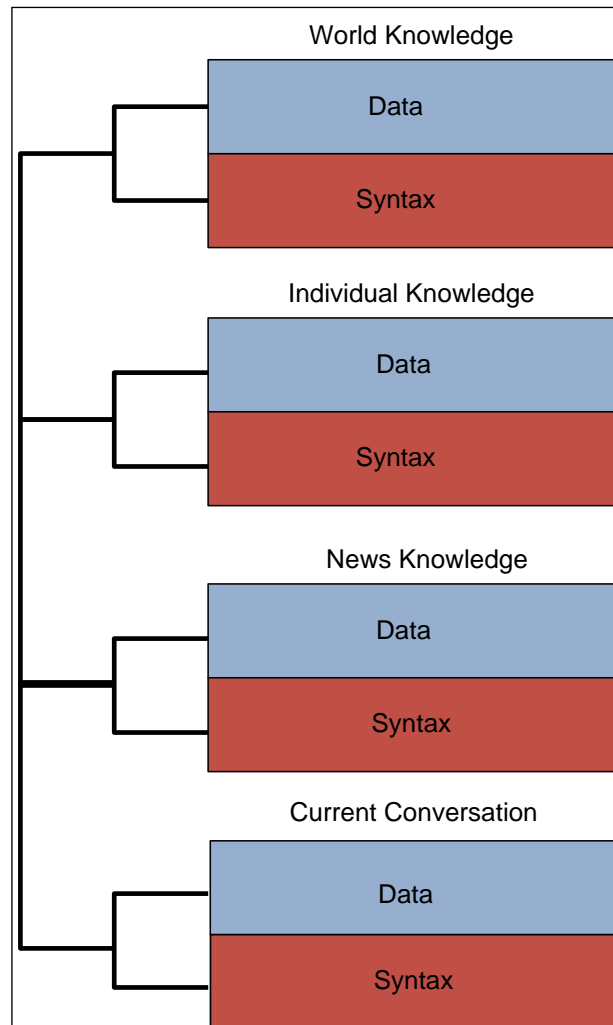 World Knowledge
Data
Syntax
Individual Knowledge
Data
Syntax
News Knowledge
Data
Syntax
Current Conversation
Data
Syntax